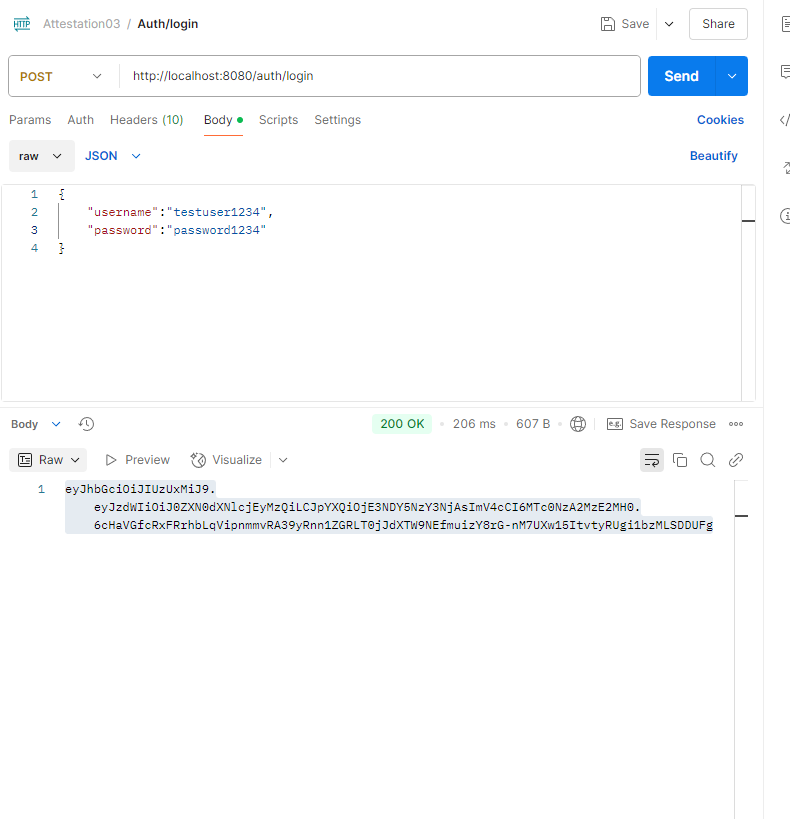 HTTP Attestation03 / Auth/login Save Share
POST http://localhost:8080/auth/login Send
Params Auth Headers (10) Body Scripts Settings Cookies
raw JSON Beautify
1 {
2 "username":"testuser1234",
3 "password":"password1234"
4 }
Body 200 OK 206 ms 607 B e.g. Save Response
Raw Preview Visualize
1 eyJhbGciOiJIUzUxMiJ9.
eyJzdWIiOiJ0ZXN0dXNlcjEyMzQiLCJpYXQiOjE3NDY5NzY3NjAsImV4cCI6MTc0NzA2MzE2MH0.
6cHaVGfcRxFRrhbLqVipnmmvRA39yRnn1ZGRLT0jJdXTW9NEfmuizY8rG-nM7UXw15ItvtyRUgi1bzMLSDDUFg